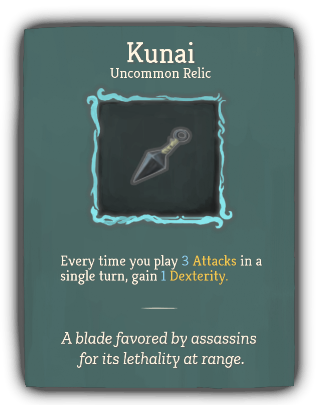 Kunai
Uncommon Relic
Every time you play 3 Attacks in a
single turn, gain 1 Dexterity.
A blade favored by assassins
for its lethality at range.